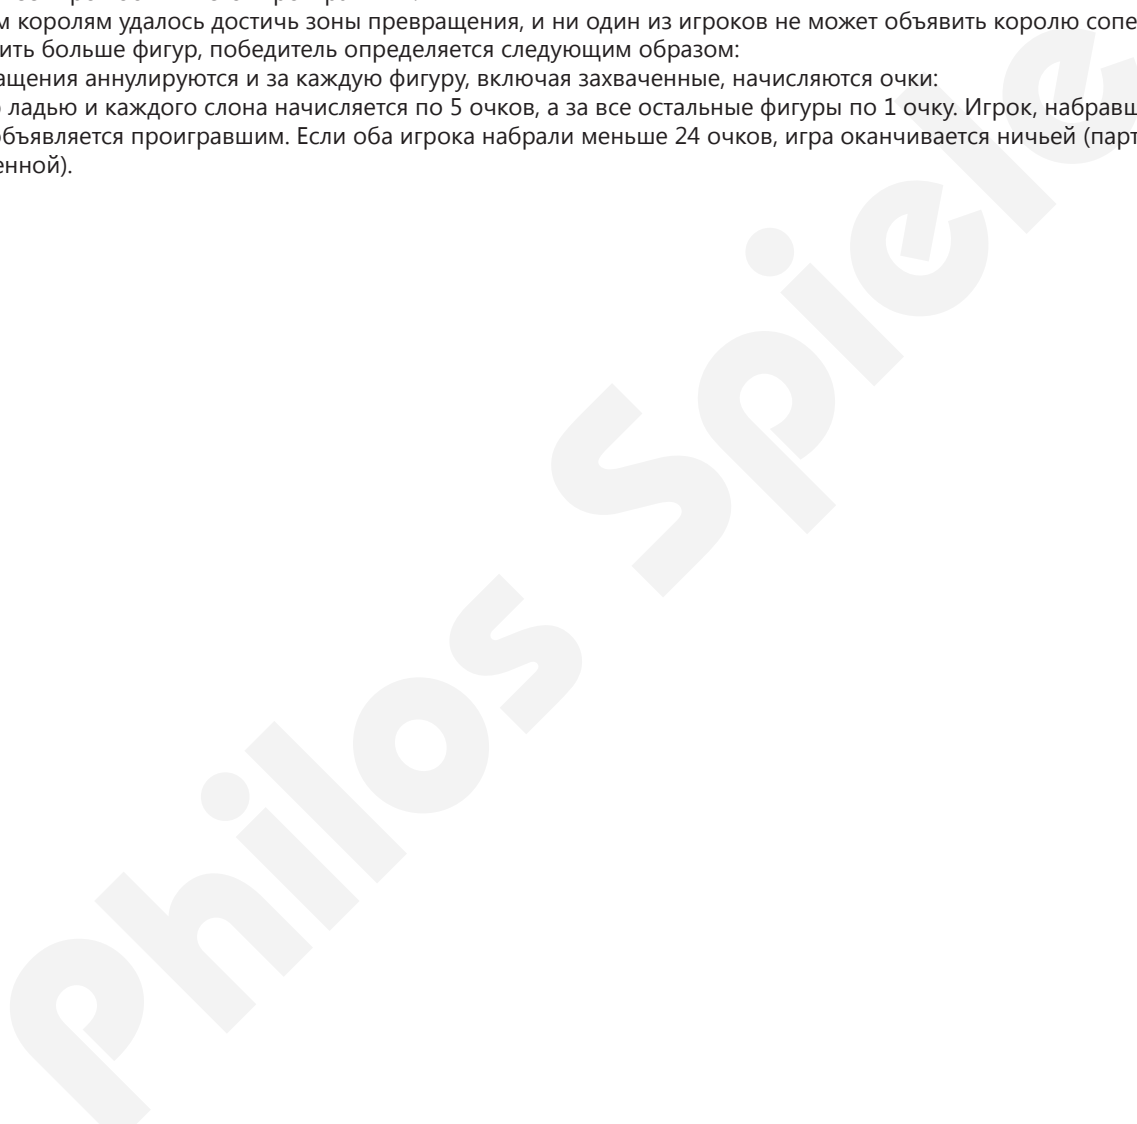 м королям удалось достичь зоны превращения, и ни один из игроков не может объявить королю сопе
ить больше фигур, победитель определяется следующим образом:
ащения аннулируются и за каждую фигуру, включая захваченные, начисляются очки:
ю ладью и каждого слона начисляется по 5 очков, а за все остальные фигуры по 1 очку. Игрок, набравш
объявляется проигравшим. Если оба игрока набрали меньше 24 очков, игра оканчивается ничьей (парт
енной).
Philos Spiele